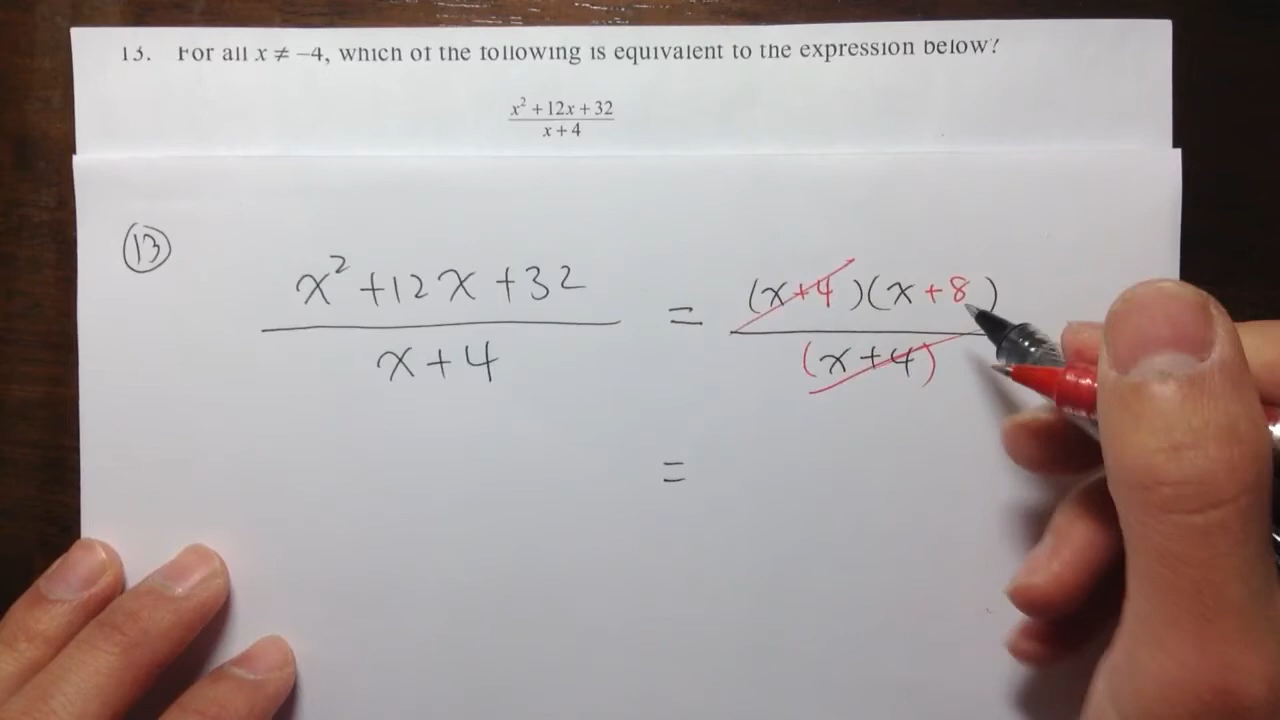 13. For all x ≠ −4, which of the following is equivalent to the expression below?
x² + 12x + 32
x + 4
13
x² + 12x + 32 = (x+4)(x+8)
x + 4 (x+4)
=